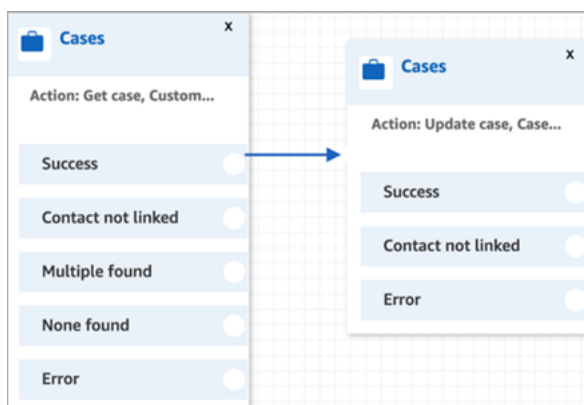 Cases
x
Action: Get case, Custom...
Success
Contact not linked
Multiple found
None found
Error
Cases
x
Action: Update case, Case...
Success
Contact not linked
Error